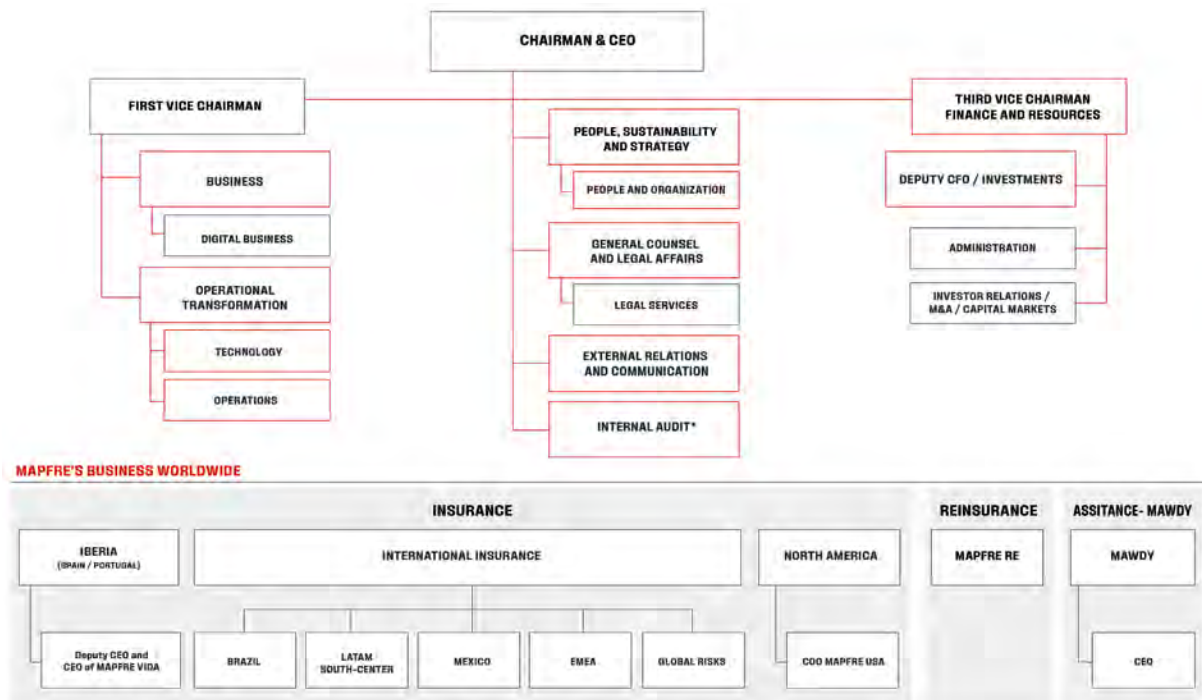 CHAIRMAN & CEO
FIRST VICE CHAIRMAN
THIRD VICE CHAIRMAN
FINANCE AND RESOURCES
BUSINESS
DIGITAL BUSINESS
OPERATIONAL
TRANSFORMATION
TECHNOLOGY
OPERATIONS
PEOPLE, SUSTAINABILITY
AND STRATEGY
PEOPLE AND ORGANIZATION
GENERAL COUNSEL
AND LEGAL AFFAIRS
LEGAL SERVICES
EXTERNAL RELATIONS
AND COMMUNICATION
INTERNAL AUDIT*
DEPUTY CFO / INVESTMENTS
ADMINISTRATION
INVESTOR RELATIONS /
M&A / CAPITAL MARKETS
MAPFRE'S BUSINESS WORLDWIDE
INSURANCE
REINSURANCE
ASSITANCE- MAWDY
IBERIA
(SPAIN / PORTUGAL)
INTERNATIONAL INSURANCE
NORTH AMERICA
MAPFRE RE
MAWDY
Deputy CEO and
CEO of MAPFRE VIDA
BRAZIL
LATAM
SOUTH-CENTER
MEXICO
EMEA
GLOBAL RISKS
COO MAPFRE USA
CEO